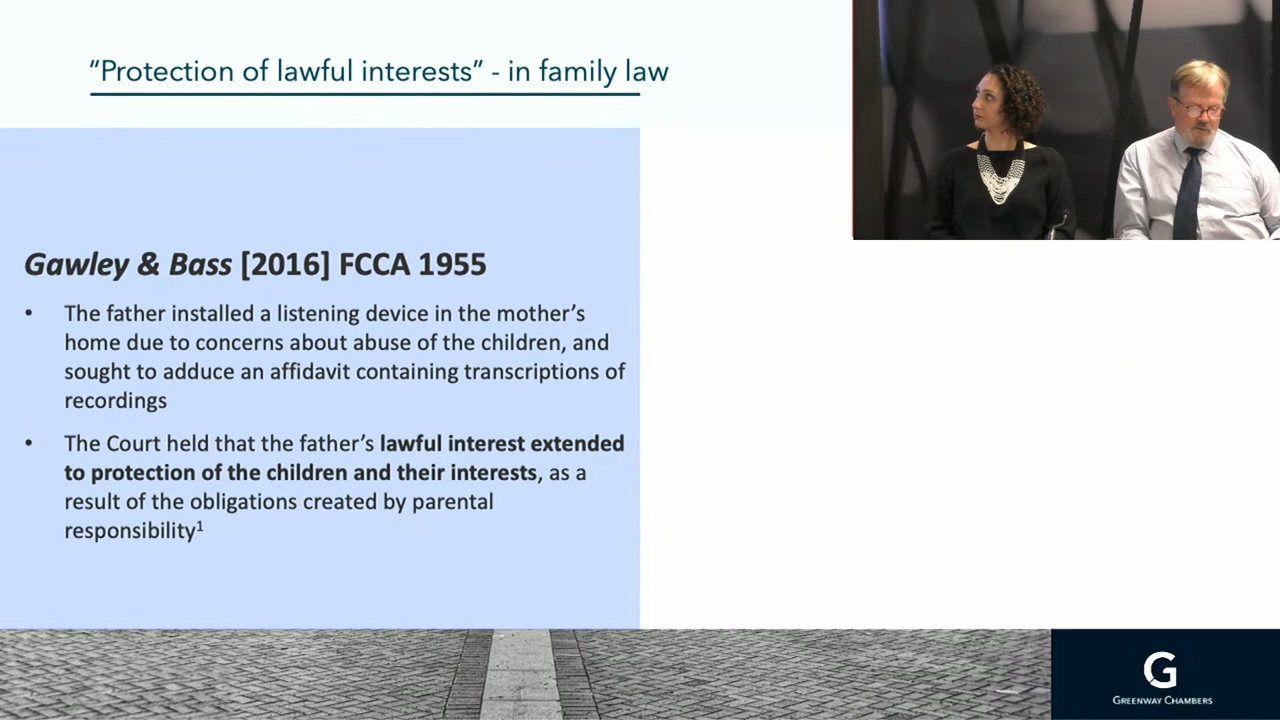 “Protection of lawful interests” - in family law
Gawley & Bass [2016] FCCA 1955
• The father installed a listening device in the mother’s
home due to concerns about abuse of the children, and
sought to adduce an affidavit containing transcriptions of
recordings
• The Court held that the father’s lawful interest extended
to protection of the children and their interests, as a
result of the obligations created by parental
responsibility¹
G
GREENWAY CHAMBERS